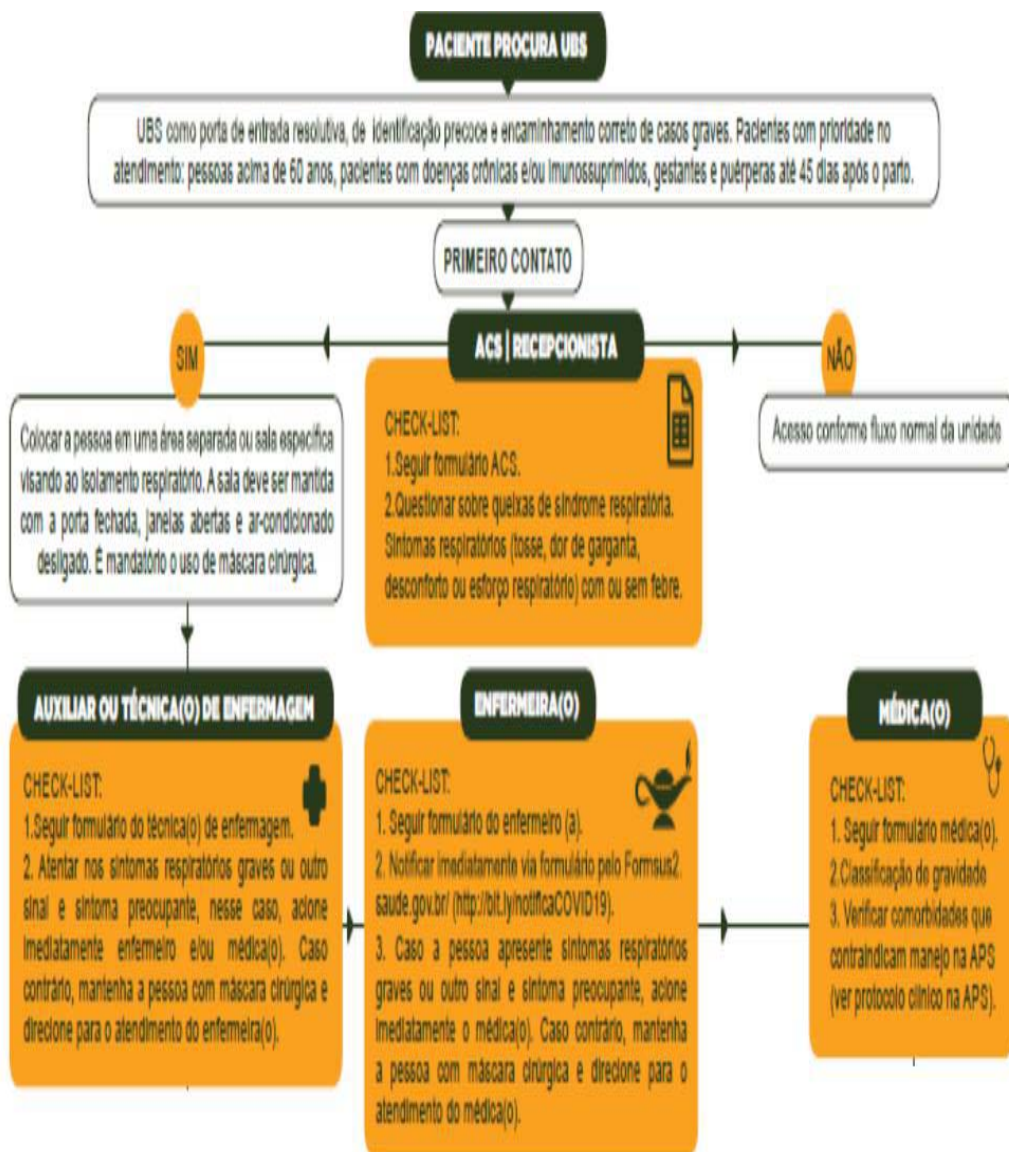 PACIENTE PROCURA UBS
UBS como porta de entrada resolutiva, de identificação precoce e encaminhamento correto de casos graves. Pacientes com prioridade no
atendimento: pessoas acima de 60 anos, pacientes com doenças crônicas e/ou imunossuprimidos, gestantes e puérperas até 45 dias após o parto.
PRIMEIRO CONTATO
ACS | RECEPCIONISTA
SIM
NÃO
Colocar a pessoa em uma área separada ou sala específica
visando ao isolamento respiratório. A sala deve ser mantida
com a porta fechada, janelas abertas e ar-condicionado
desligado. É mandatório o uso de máscara cirúrgica.
CHECK-LIST:
1.Seguir formulário ACS.
2.Questionar sobre queixas de síndrome respiratória.
Sintomas respiratórios (tosse, dor de garganta,
desconforto ou esforço respiratório) com ou sem febre.
Acesso conforme fluxo normal da unidade
AUXILIAR OU TÉCNICA(O) DE ENFERMAGEM
CHECK-LIST:
1.Seguir formulário do técnica(o) de enfermagem.
2. Atentar nos sintomas respiratórios graves ou outro
sinal e sintoma preocupante, nesse caso, acione
imediatamente enfermeiro e/ou médica(o). Caso
contrário, mantenha a pessoa com máscara cirúrgica e
direcione para o atendimento do enfermeira(o).
ENFERMEIRA(O)
CHECK-LIST:
1. Seguir formulário do enfermeiro (a).
2. Notificar imediatamente via formulário pelo Formsus2.
saude.gov.br/ (http://bit.ly/notificaCOVID19).
3. Caso a pessoa apresente sintomas respiratórios
graves ou outro sinal e sintoma preocupante, acione
imediatamente o médica(o). Caso contrário, mantenha
a pessoa com máscara cirúrgica e direcione para o
atendimento do médica(o).
MÉDICA(O)
CHECK-LIST:
1. Seguir formulário médica(o).
2.Classificação de gravidade
3. Verificar comorbidades que
contraindicam manejo na APS
(ver protocolo clínico na APS).